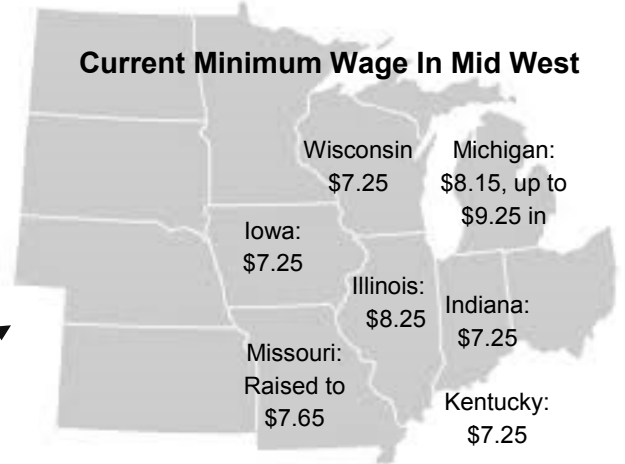 Current Minimum Wage In Mid West
Wisconsin
$7.25
Michigan:
$8.15, up to
$9.25 in
Iowa:
$7.25
Illinois:
$8.25
Indiana:
$7.25
Missouri:
Raised to
$7.65
Kentucky:
$7.25